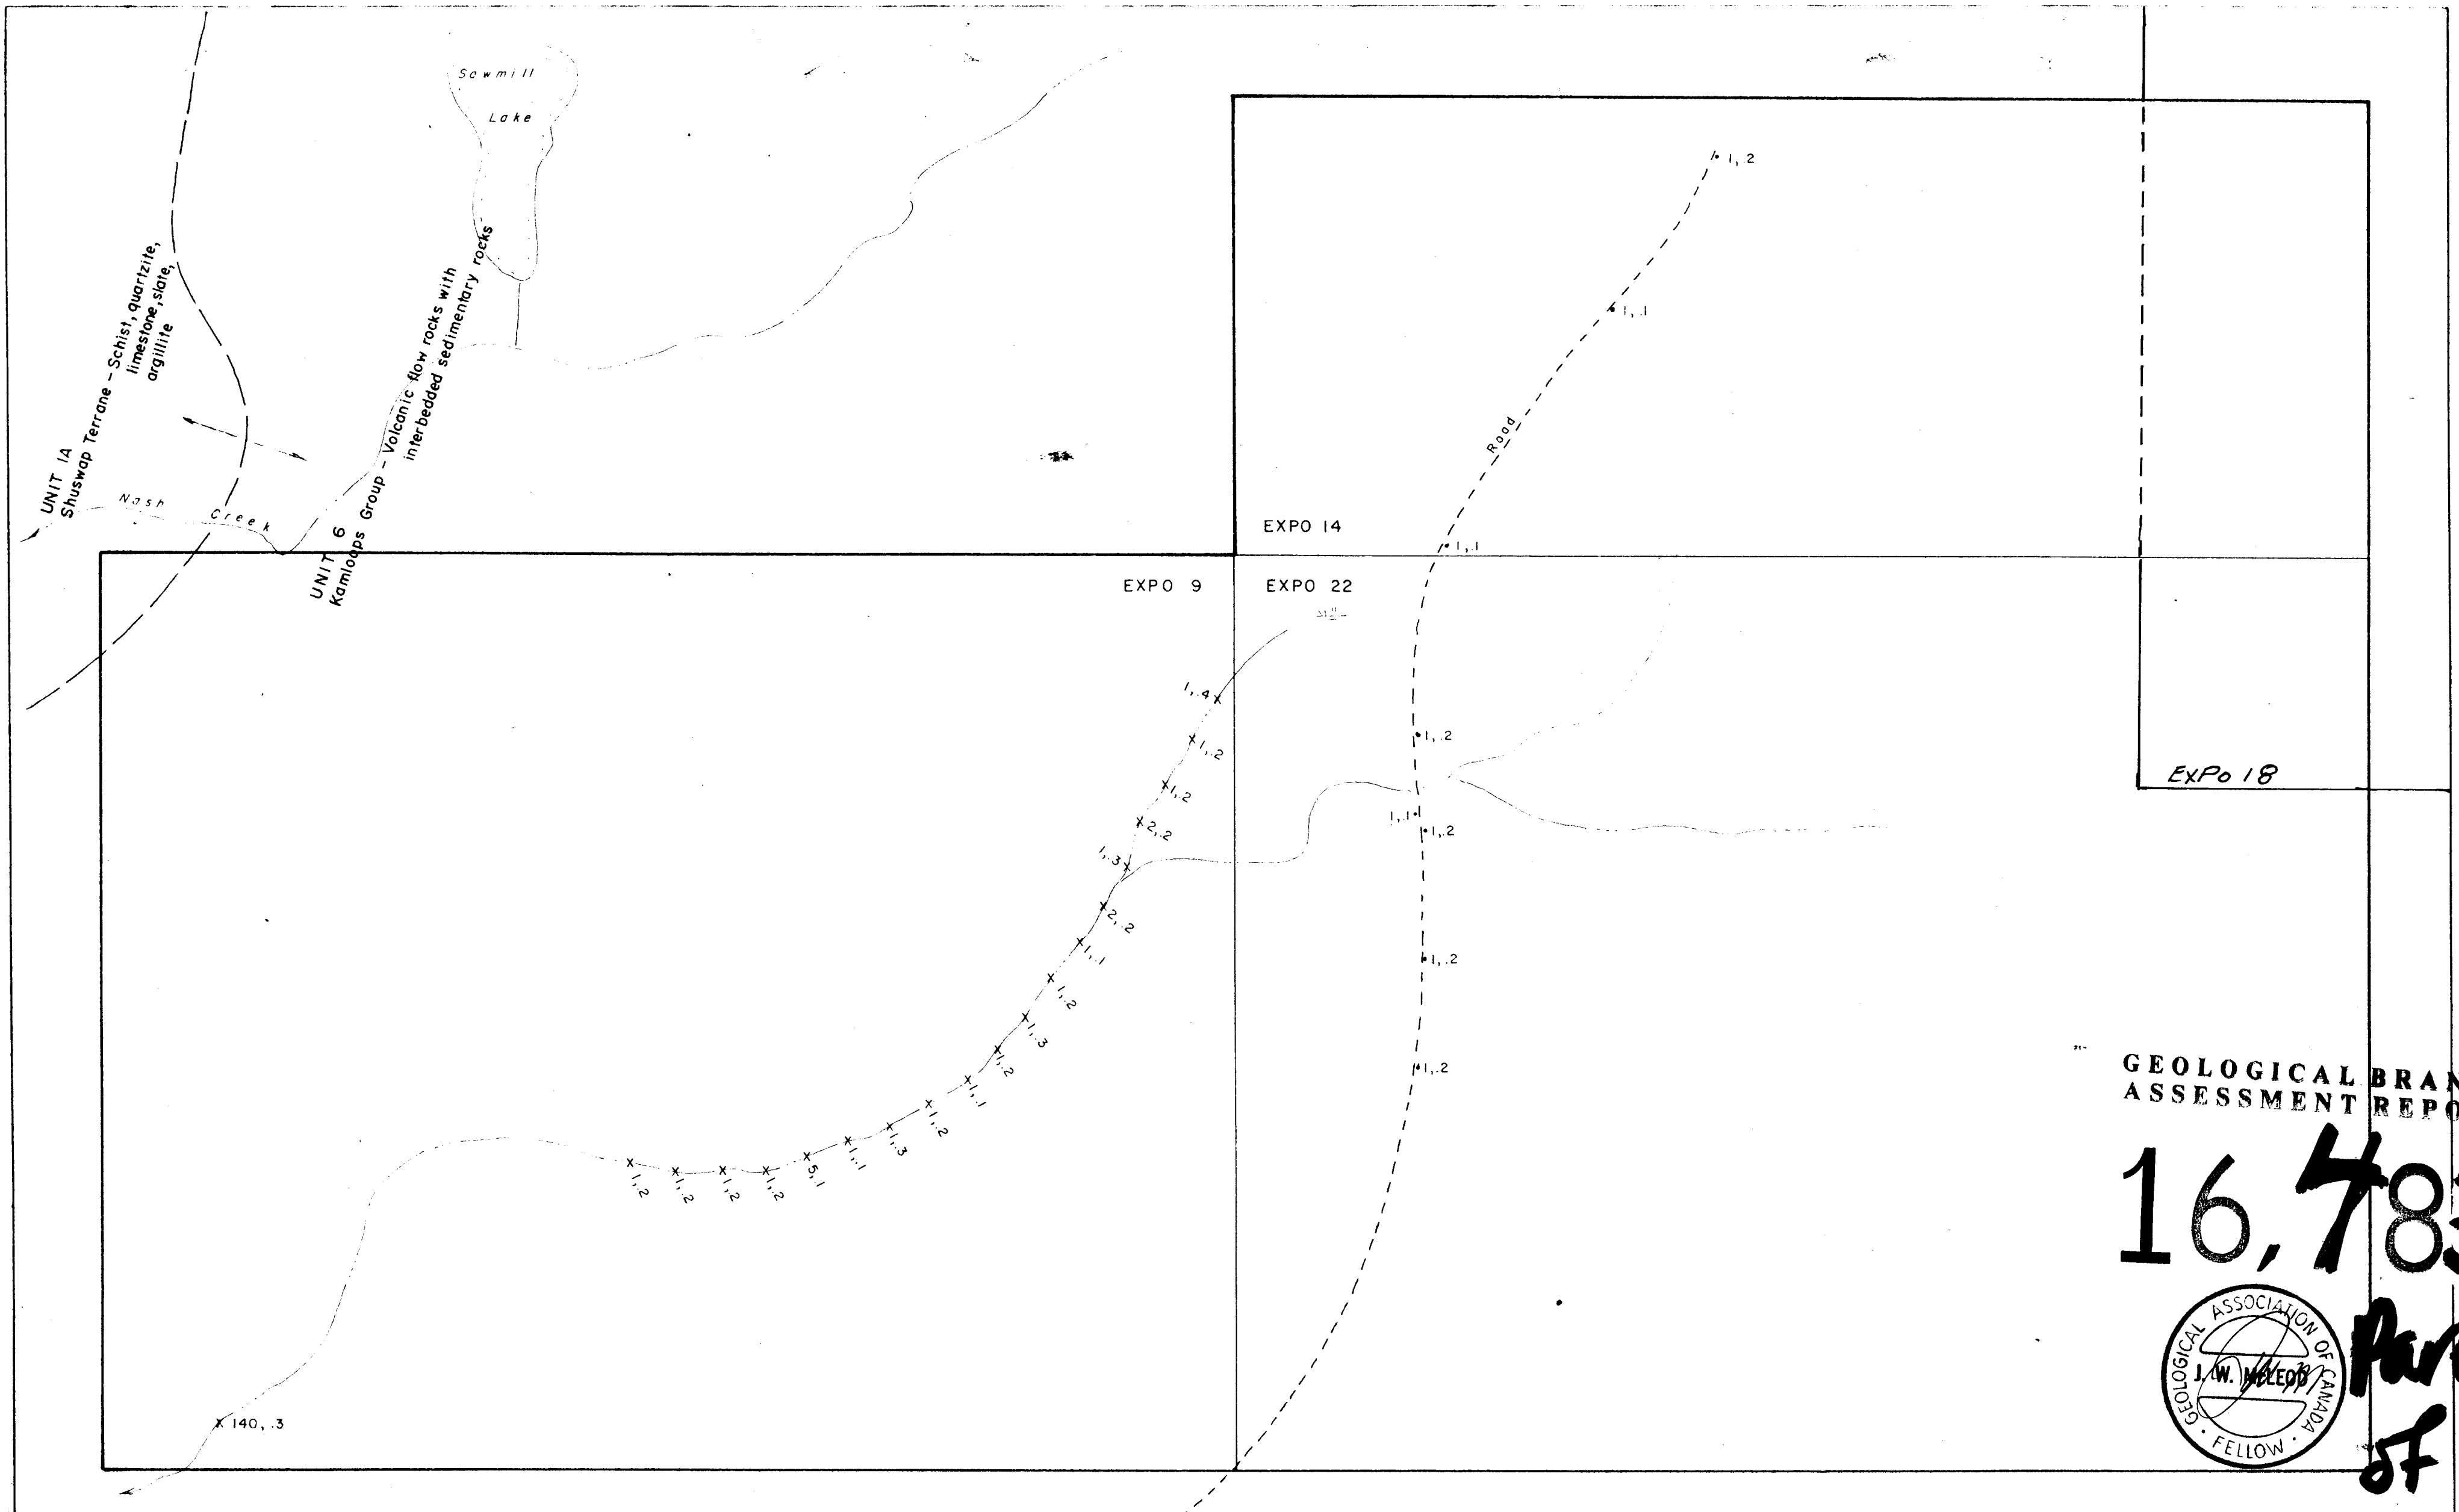 Sawmill
Lake
UNIT 1A
Shuswap Terrane - Schist, quartzite,
limestone, slate,
argillite
UNIT 6
Kamloops Group - Volcanic flow rocks with
interbedded sedimentary rocks
Nash Creek
1, .2
1, .1
Road
EXPO 14
1, .1
EXPO 9
EXPO 22
1, .4
1, .2
1, .2
2, .2
1, .3
2, .2
1, .1
1, .2
1, .3
1, .2
1, .1
1, .2
1, .3
1, .1
5, .1
1, .2
1, .2
1, .2
1, .2
140, .3
1, .2
1, .1
1, .2
1, .2
1, .2
EXPO 18
GEOLOGICAL BRAN
ASSESSMENT REPO
16,48
GEOLOGICAL ASSOCIATION OF CANADA
J. W. McLEOD
FELLOW
Par
of